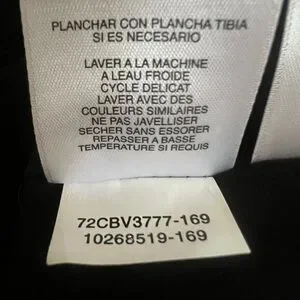 PLANCHAR CON PLANCHA TIBIA
SI ES NECESARIO
LAVER A LA MACHINE
A LEAU FROIDE
CYCLE DELICAT
LAVER AVEC DES
COULEURS SIMILAIRES
NE PAS JAVELLISER
SECHER SANS ESSORER
REPASSER A BASSE
TEMPERATURE SI REQUIS
72CBV3777-169
10268519-169